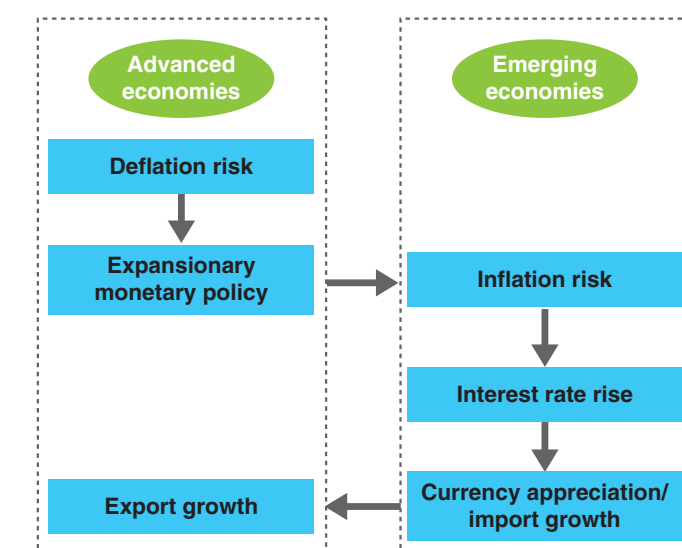 Advanced
economies
Deflation risk
Expansionary
monetary policy
Export growth
Emerging
economies
Inflation risk
Interest rate rise
Currency appreciation/
import growth